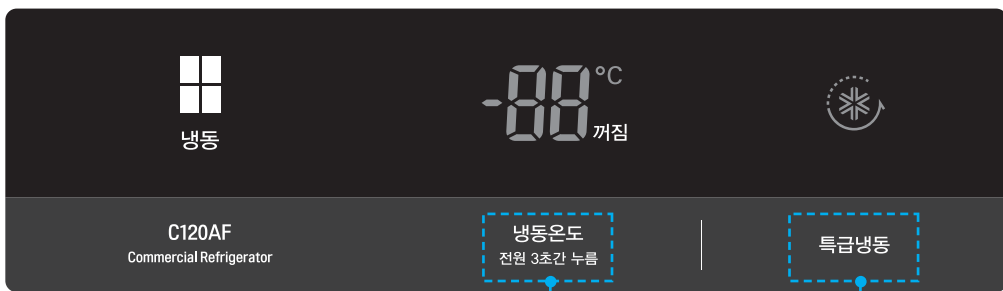 냉동
-88°C
꺼짐
C120AF
Commercial Refrigerator
냉동온도
전원 3초간 누름
특급냉동